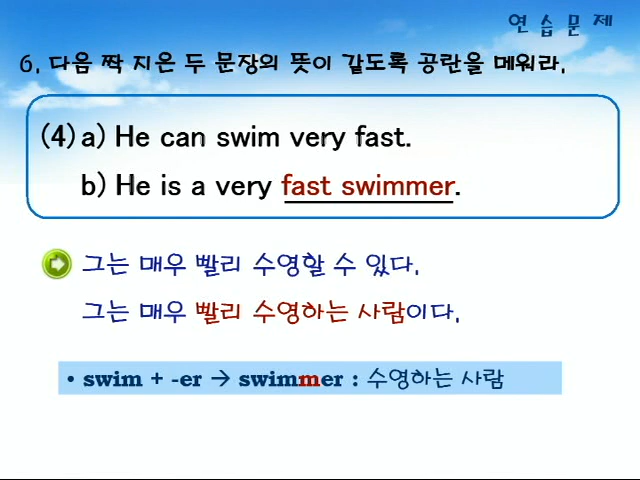 연 습 문 제
6. 다음 짝 지은 두 문장의 뜻이 같도록 공란을 메워라.
(4) a) He can swim very fast.
b) He is a very fast swimmer.
그는 매우 빨리 수영할 수 있다.
그는 매우 빨리 수영하는 사람이다.
• swim + -er → swimmer : 수영하는 사람